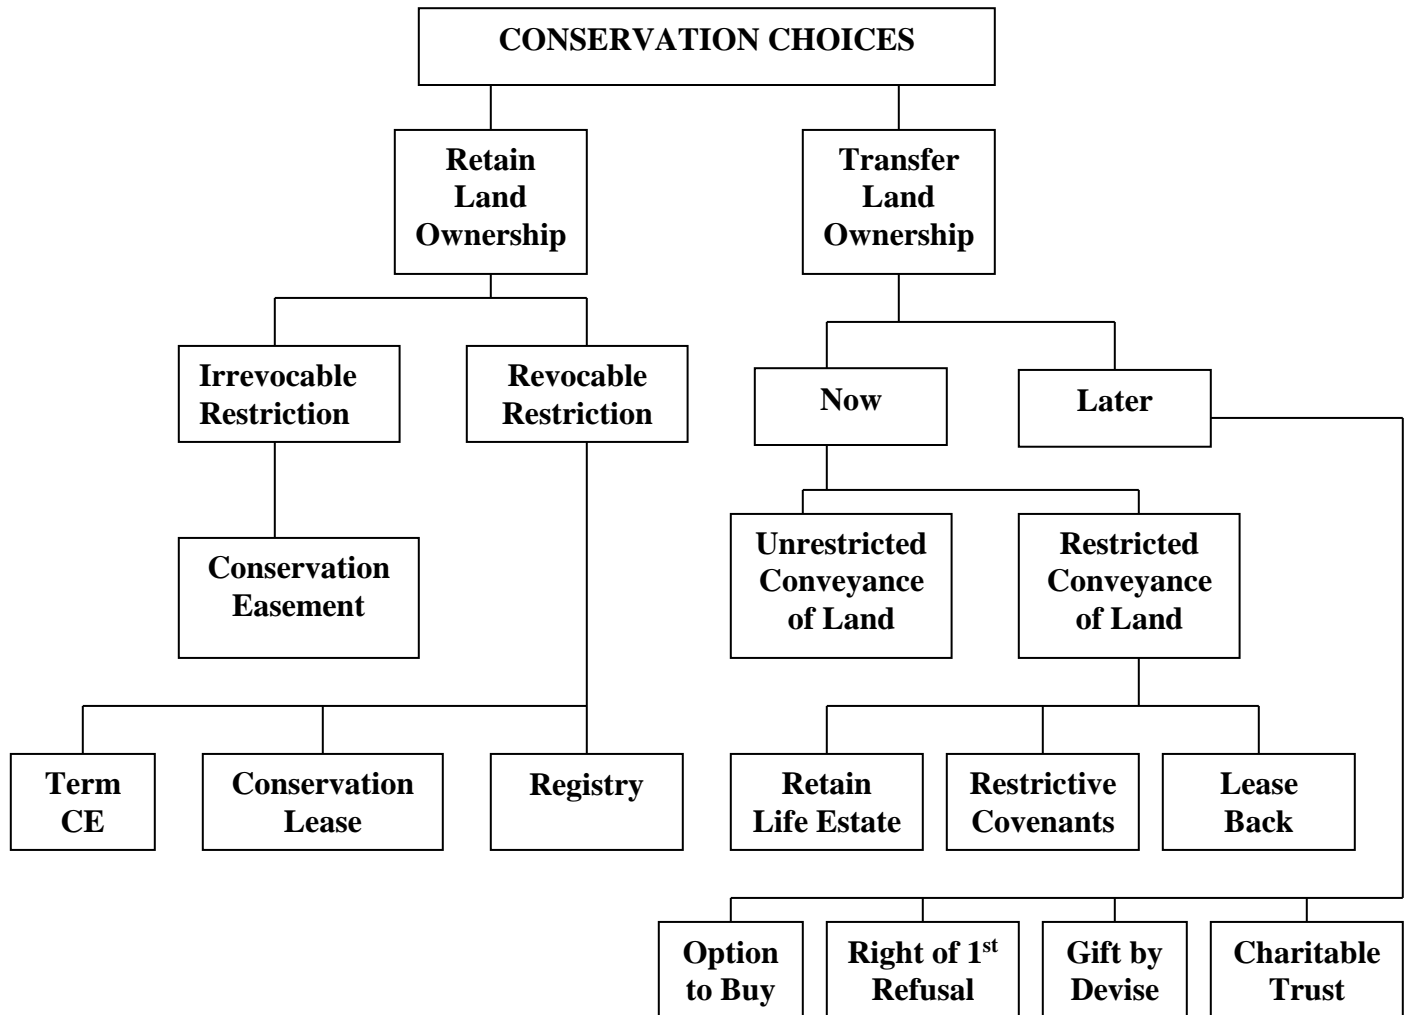 CONSERVATION CHOICES
Retain
Land
Ownership
Transfer
Land
Ownership
Irrevocable
Restriction
Revocable
Restriction
Now
Later
Conservation
Easement
Unrestricted
Conveyance
of Land
Restricted
Conveyance
of Land
Term
CE
Conservation
Lease
Registry
Retain
Life Estate
Restrictive
Covenants
Lease
Back
Option
to Buy
Right of 1st
Refusal
Gift by
Devise
Charitable
Trust